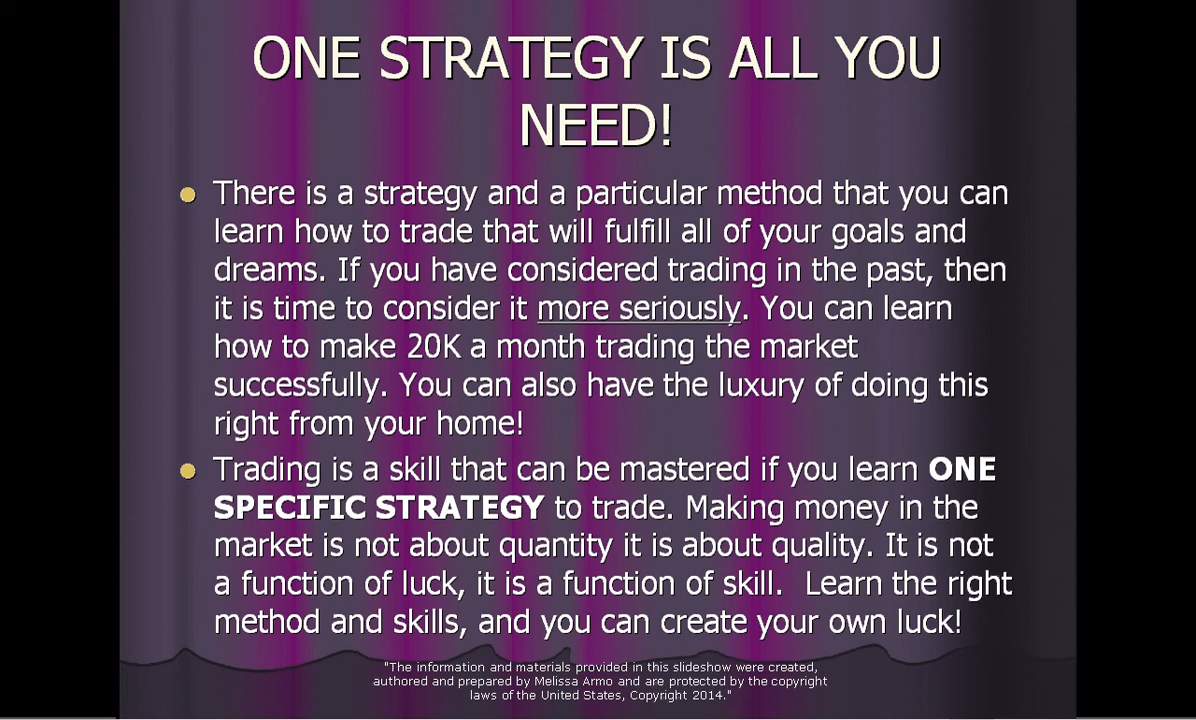 ONE STRATEGY IS ALL YOU
NEED!
There is a strategy and a particular method that you can
learn how to trade that will fulfill all of your goals and
dreams. If you have considered trading in the past, then
it is time to consider it more seriously. You can learn
how to make 20K a month trading the market
successfully. You can also have the luxury of doing this
right from your home!
Trading is a skill that can be mastered if you learn ONE
SPECIFIC STRATEGY to trade. Making money in the
market is not about quantity it is about quality. It is not
a function of luck, it is a function of skill.  Learn the right
method and skills, and you can create your own luck!
"The information and materials provided in this slideshow were created,
authored and prepared by Melissa Armo and are protected by the copyright
laws of the United States, Copyright 2014."